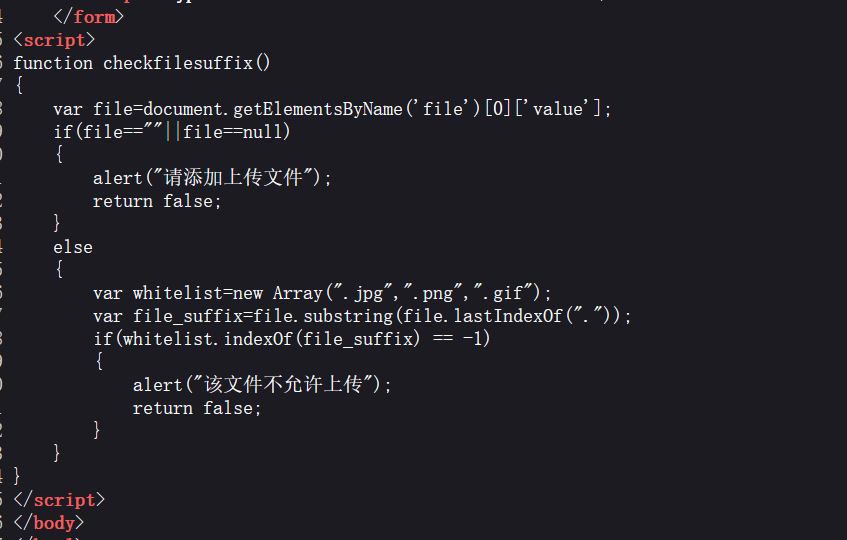 </form>
<script>
function checkfilesuffix()
{
    var file=document.getElementsByName('file')[0]['value'];
    if(file==""||file==null)
    {
        alert("请添加上传文件");
        return false;
    }
    else
    {
        var whitelist=new Array(".jpg",".png",".gif");
        var file_suffix=file.substring(file.lastIndexOf("."));
        if(whitelist.indexOf(file_suffix) == -1)
        {
            alert("该文件不允许上传");
            return false;
        }
    }
}
</script>
</body>